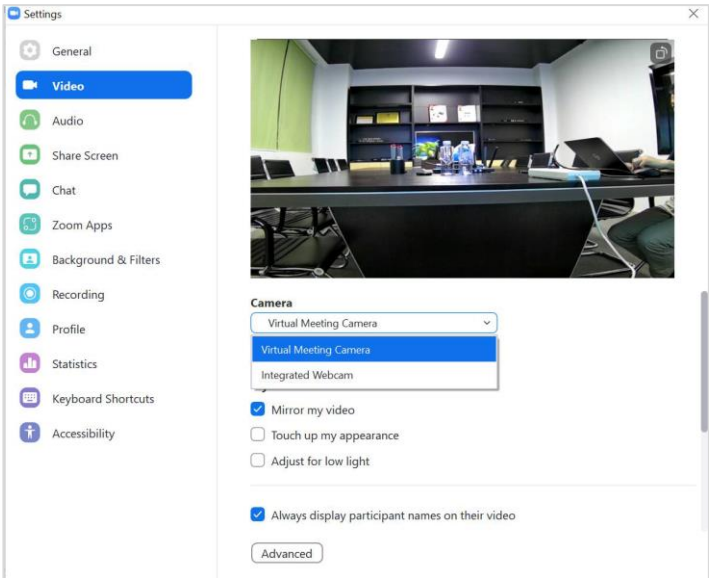 Settings
General
Video
Audio
Share Screen
Chat
Zoom Apps
Background & Filters
Recording
Profile
Statistics
Keyboard Shortcuts
Accessibility
Camera
Virtual Meeting Camera
Virtual Meeting Camera
Integrated Webcam
Mirror my video
Touch up my appearance
Adjust for low light
Always display participant names on their video
Advanced